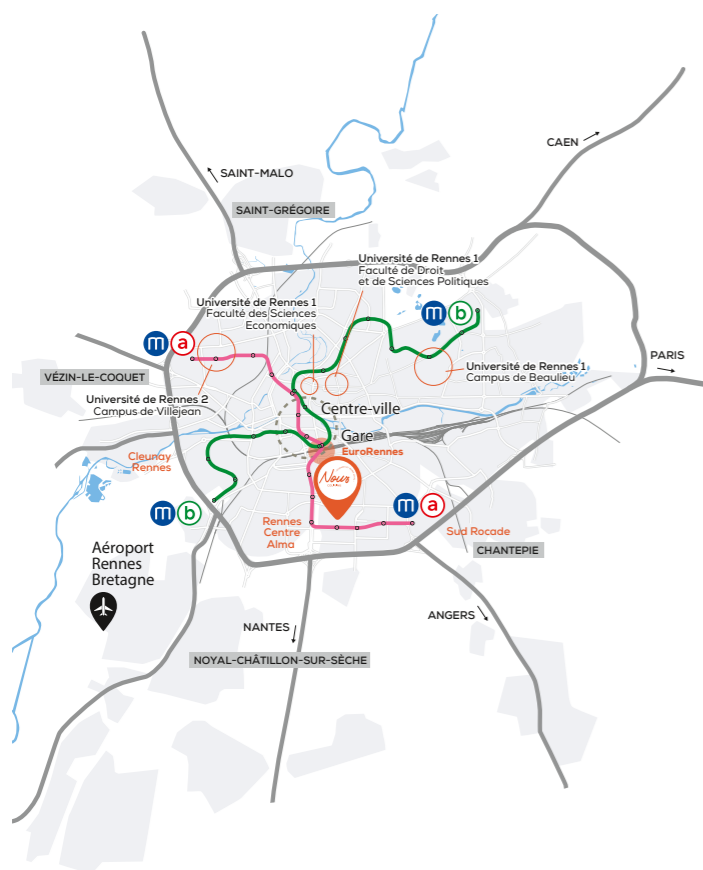 CAEN
SAINT-MALO
SAINT-GRÉGOIRE
Université de Rennes 1
Faculté de Droit
et de Sciences Politiques
Université de Rennes 1
Faculté des Sciences
Economiques
m b
m a
PARIS
VÉZIN-LE-COQUET
Université de Rennes 1
Campus de Beaulieu
Université de Rennes 2
Campus de Villejean
Centre-ville
Gare
EuroRennes
Cleunay
Rennes
Nouz
m b
m a
Rennes
Centre
Alma
Sud Rocade
CHANTEPIE
Aéroport
Rennes
Bretagne
ANGERS
NANTES
NOYAL-CHÂTILLON-SUR-SÈCHE